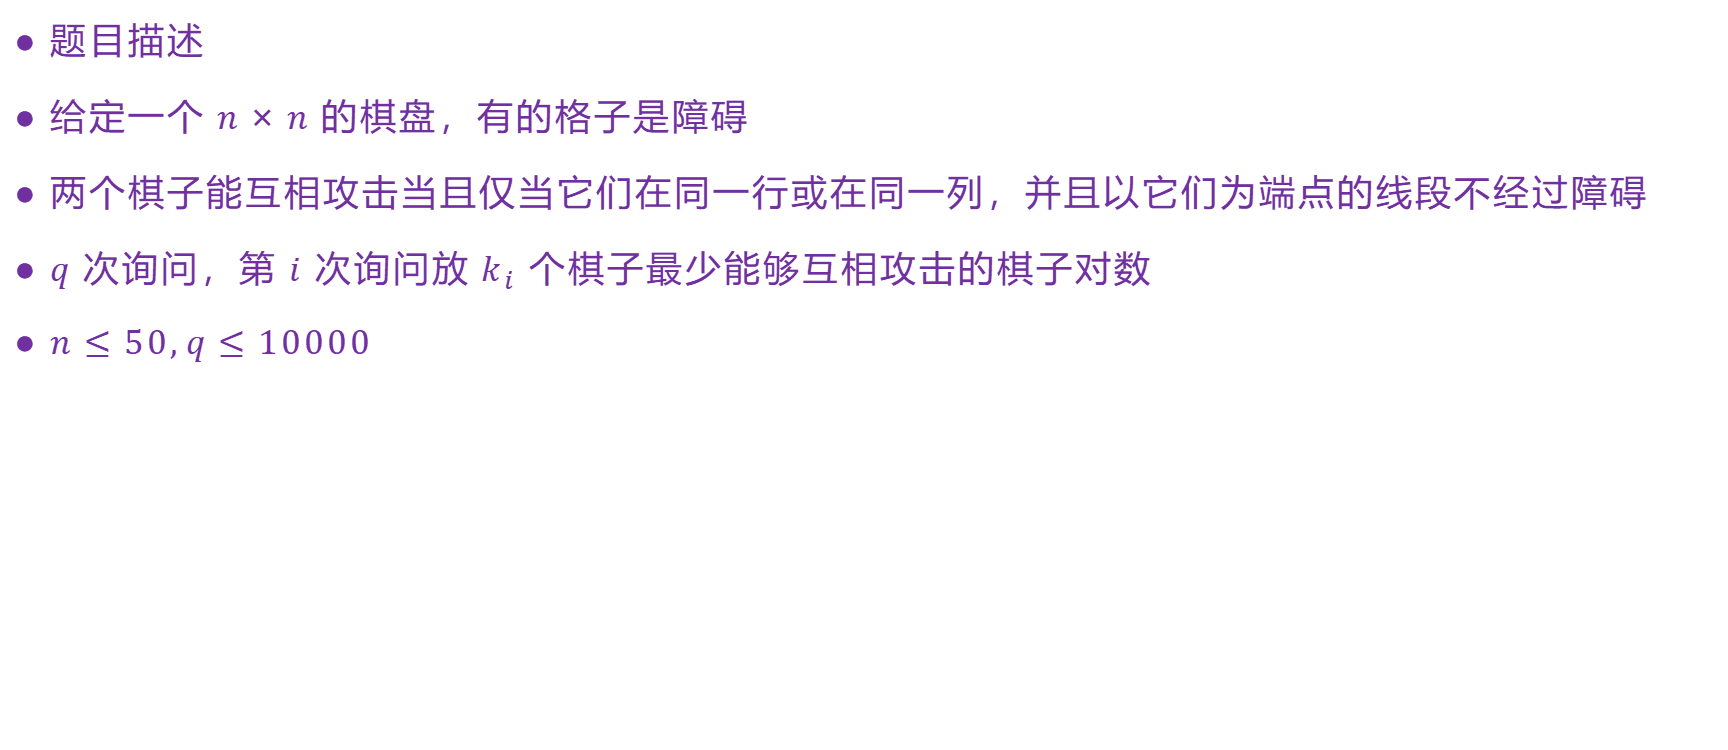 • 题目描述
• 给定一个 n × n 的棋盘，有的格子是障碍
• 两个棋子能互相攻击当且仅当它们在同一行或在同一列，并且以它们为端点的线段不经过障碍
• q 次询问，第 i 次询问放 kᵢ 个棋子最少能够互相攻击的棋子对数
• n ≤ 50, q ≤ 10000